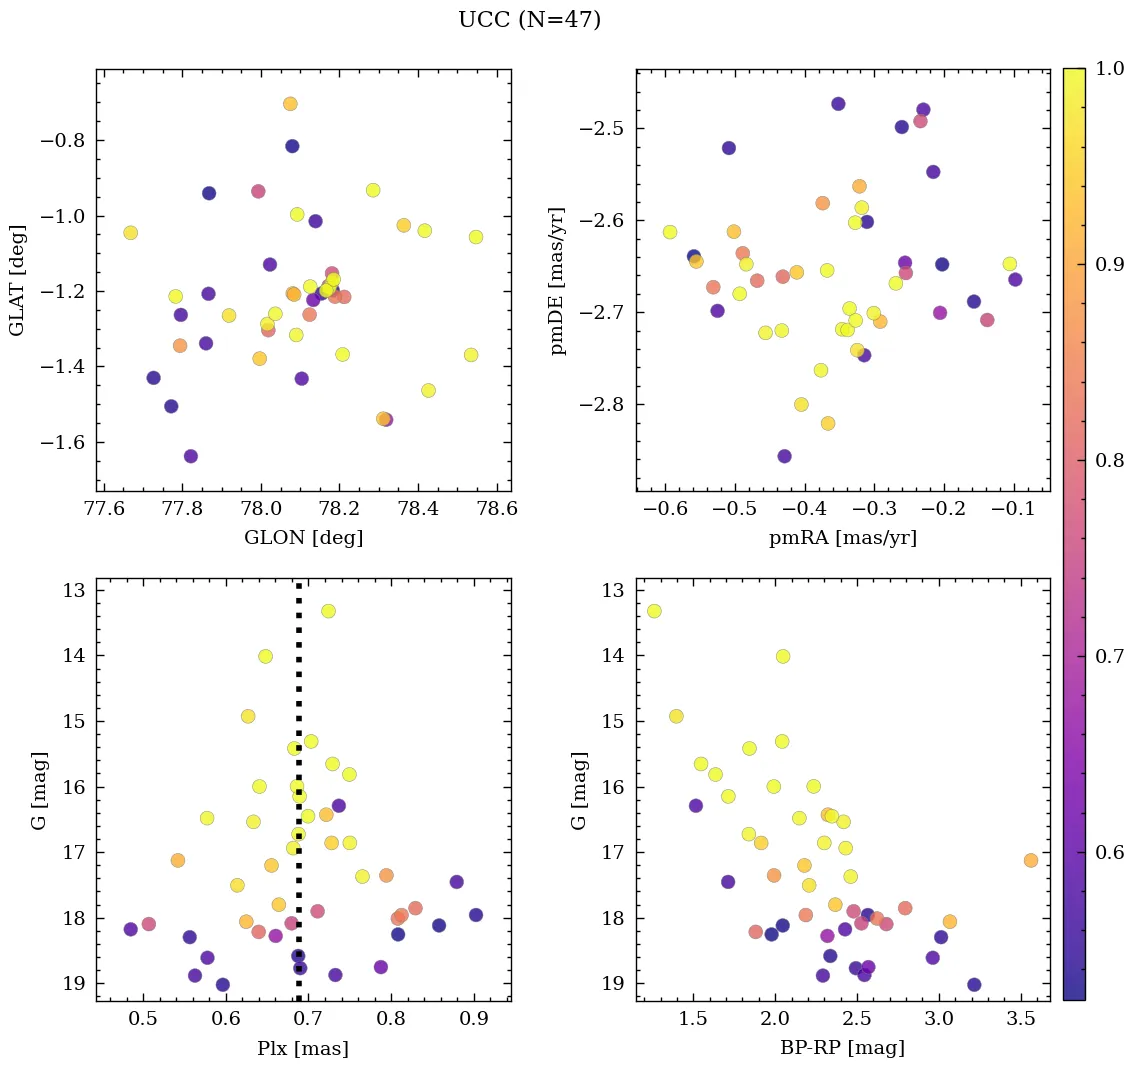 UCC (N=47)
−0.8
−1.0
−1.2
−1.4
−1.6
GLAT [deg]
77.6 77.8 78.0 78.2 78.4 78.6
GLON [deg]
−2.5
−2.6
−2.7
−2.8
pmDE [mas/yr]
−0.6 −0.5 −0.4 −0.3 −0.2 −0.1
pmRA [mas/yr]
1.0
0.9
0.8
0.7
0.6
13
14
15
16
17
18
19
G [mag]
0.5 0.6 0.7 0.8 0.9
Plx [mas]
13
14
15
16
17
18
19
G [mag]
1.5 2.0 2.5 3.0 3.5
BP-RP [mag]